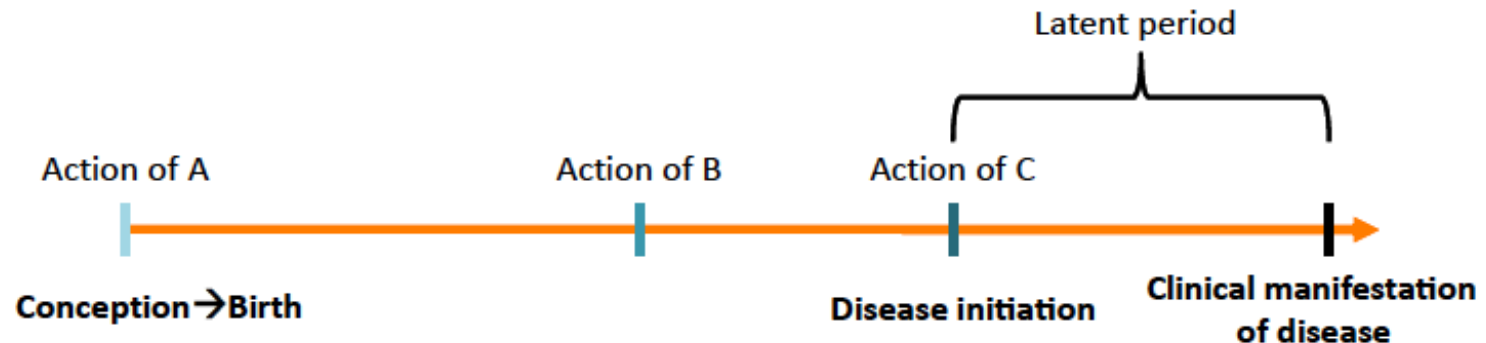 Latent period
Action of A
Action of B
Action of C
Conception→Birth
Disease initiation
Clinical manifestation
of disease